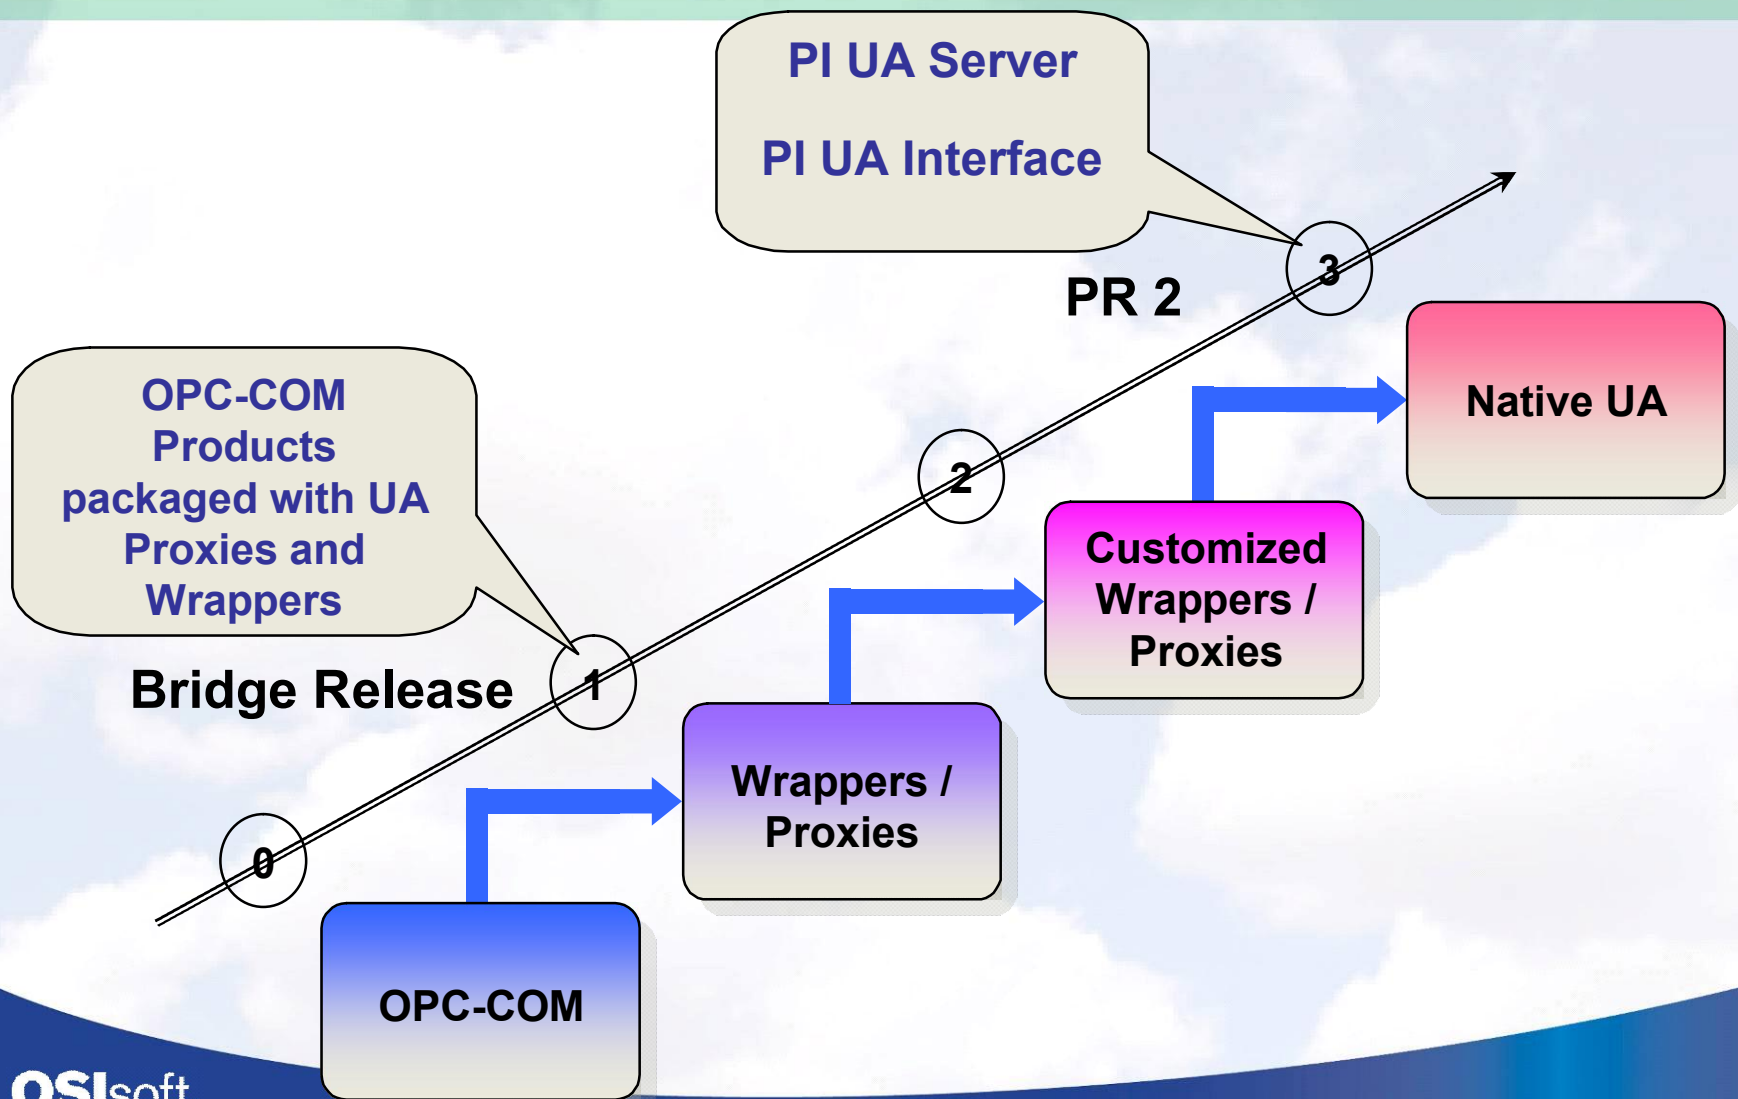 PI UA Server
PI UA Interface
3
PR 2
Native UA
OPC-COM
Products
packaged with UA
Proxies and
Wrappers
2
Customized
Wrappers /
Proxies
Bridge Release
1
Wrappers /
Proxies
0
OPC-COM
OSIsoft